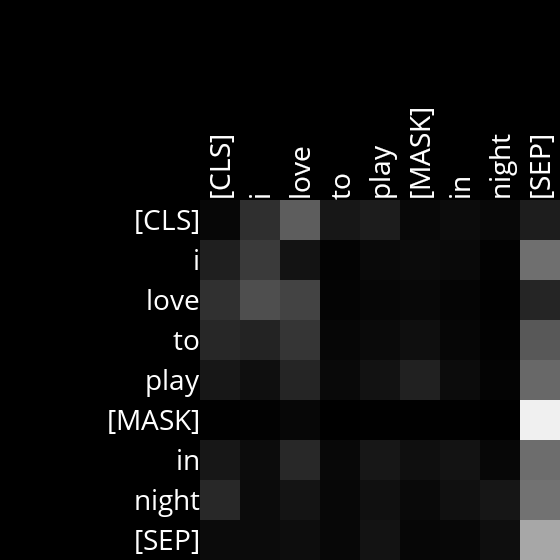 [CLS] i love to play [MASK] in night [SEP]
[CLS]
i
love
to
play
[MASK]
in
night
[SEP]